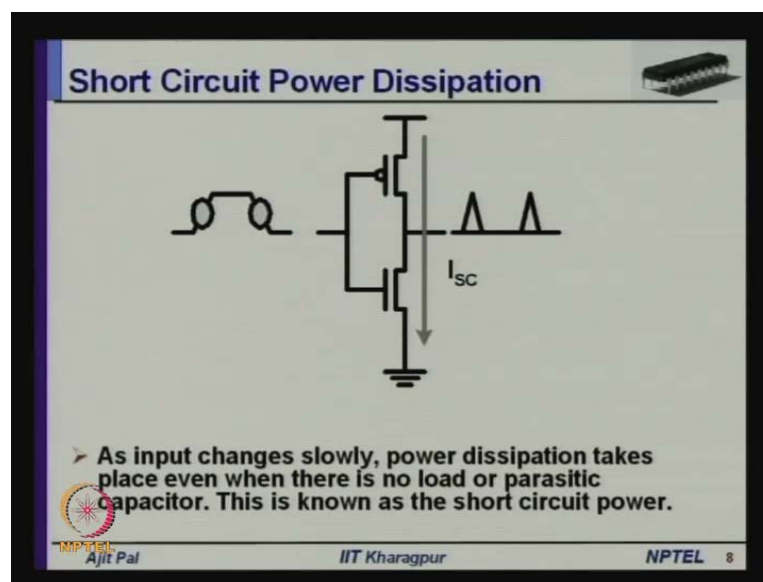 Short Circuit Power Dissipation
I_SC
➢ As input changes slowly, power dissipation takes
place even when there is no load or parasitic
capacitor. This is known as the short circuit power.
NPTEL
Ajit Pal IIT Kharagpur NPTEL 8